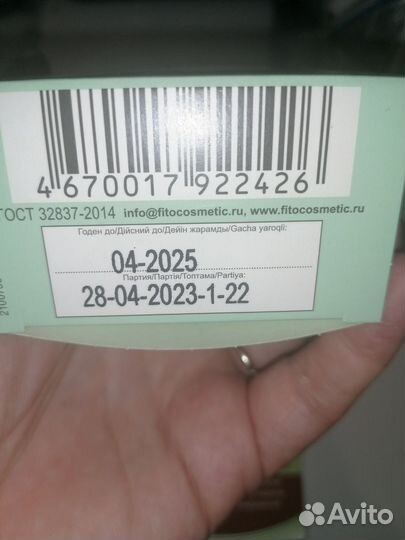 4 670017 922426
ГОСТ 32837-2014 info@fitocosmetic.ru, www.fitocosmetic.ru
Годен до/Дійсний до/Дейін жарамды/Gacha yaroqli:
04-2025
Партия/Партія/Топтама/Partiya:
28-04-2023-1-22
Avito